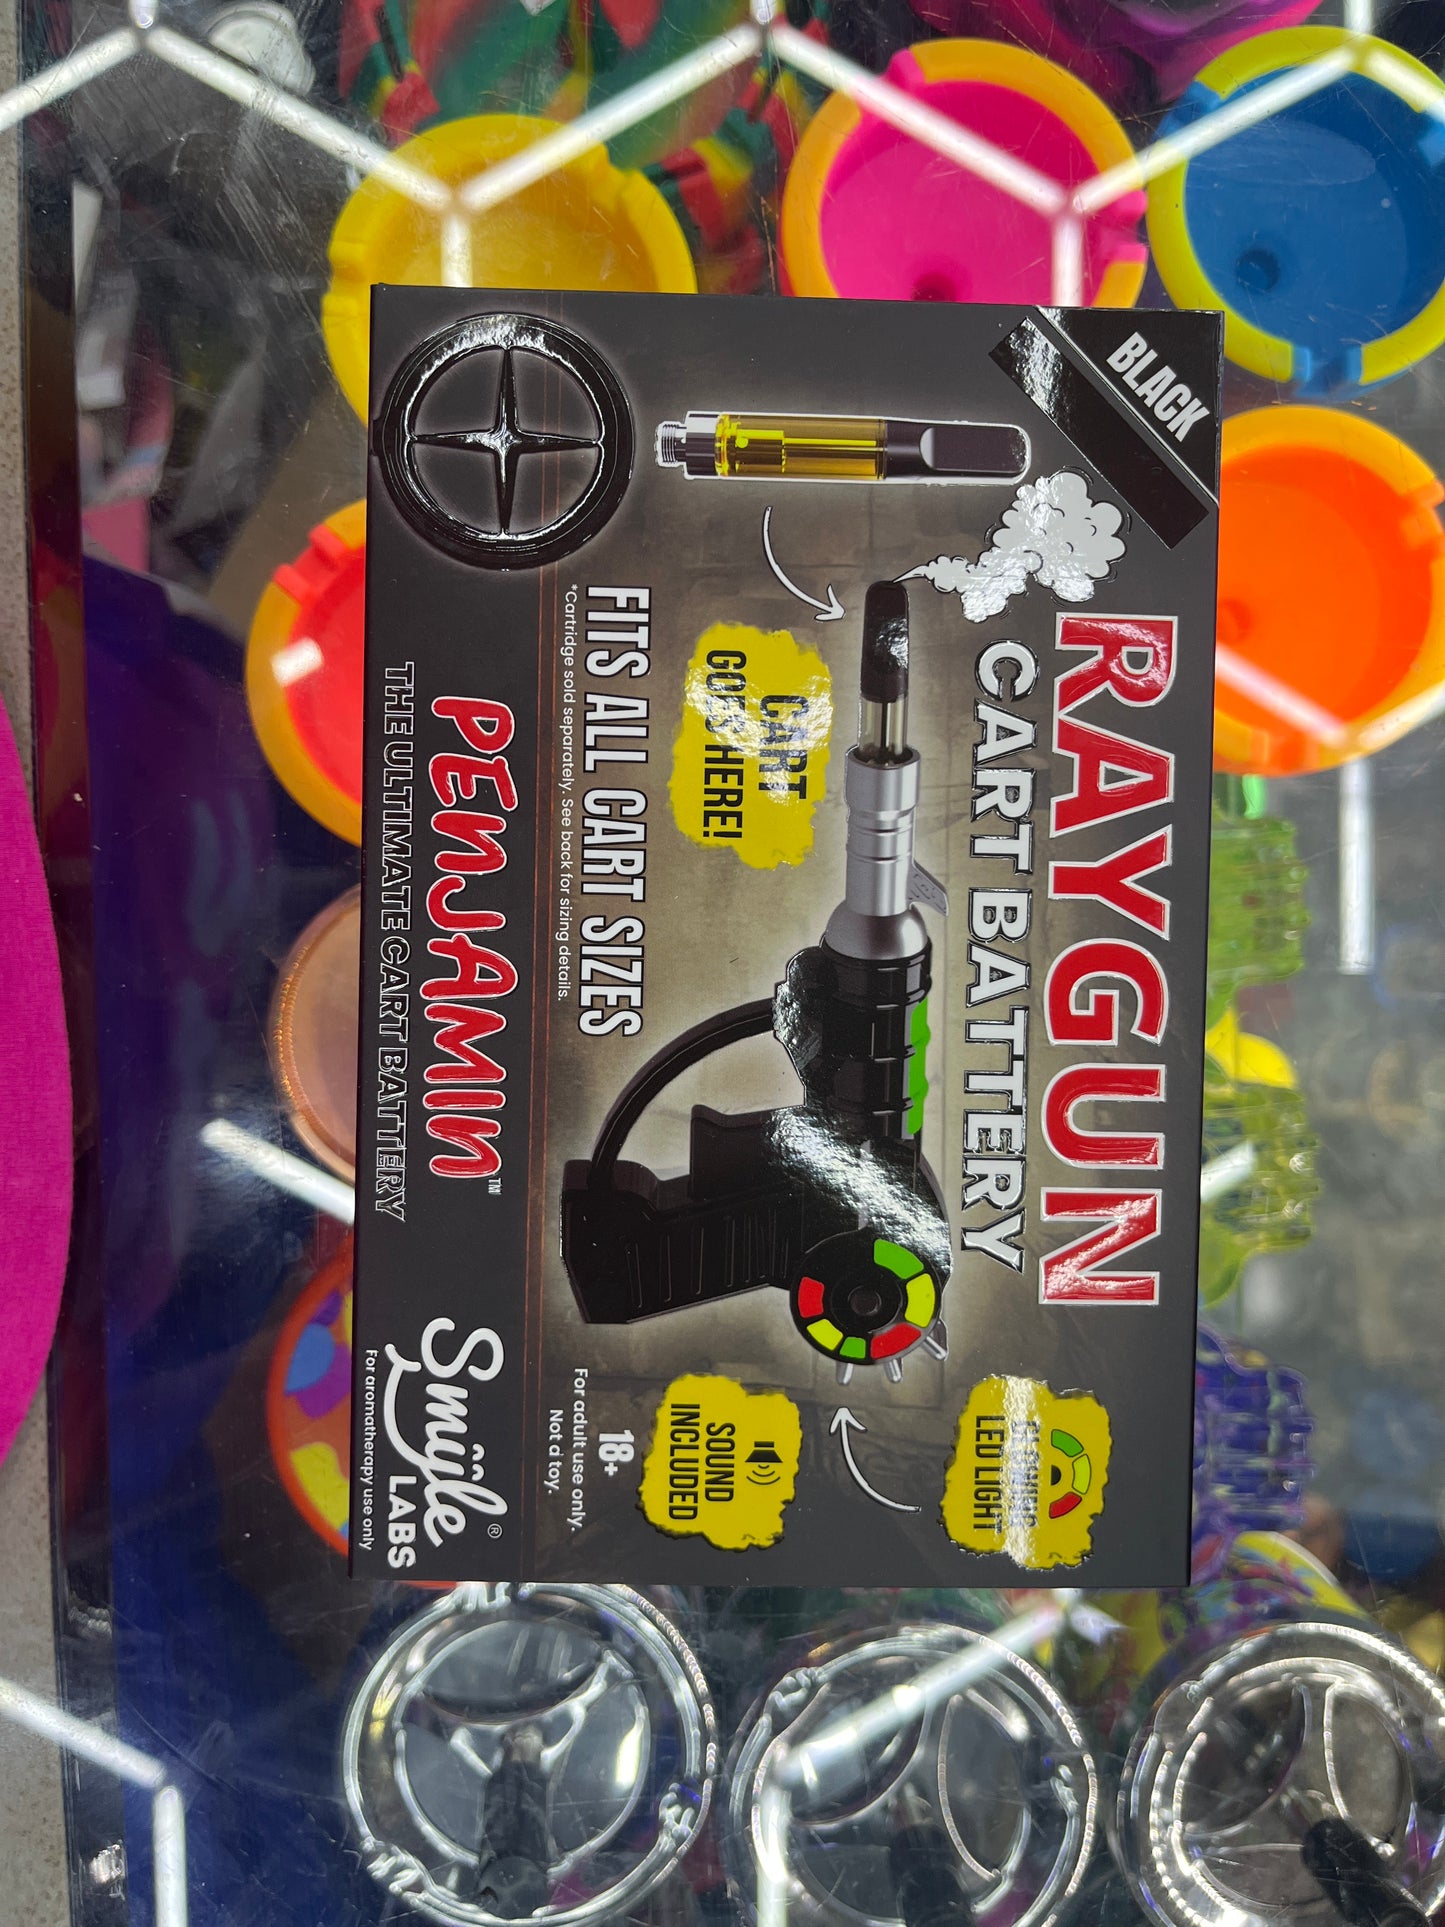 BLACK
RAYGUN
CART BATTERY
CART
GOES HERE!
FLASHING
LED LIGHT
SOUND
INCLUDED
FITS ALL CART SIZES
*Cartridge sold separately. See back for sizing details.
18+
For adult use only.
Not a toy.
PENJAMIN™
THE ULTIMATE CART BATTERY
Smyle®
LABS
For aromatherapy use only